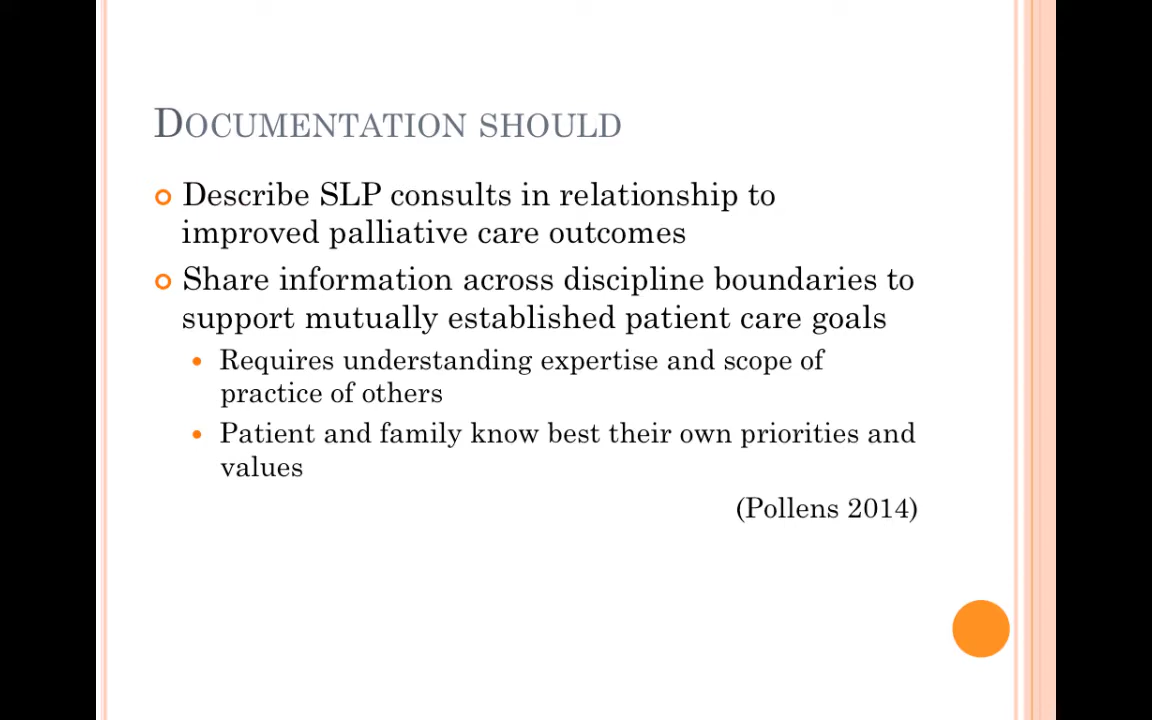 DOCUMENTATION SHOULD
Describe SLP consults in relationship to
improved palliative care outcomes
Share information across discipline boundaries to
support mutually established patient care goals
Requires understanding expertise and scope of
practice of others
Patient and family know best their own priorities and
values
(Pollens 2014)